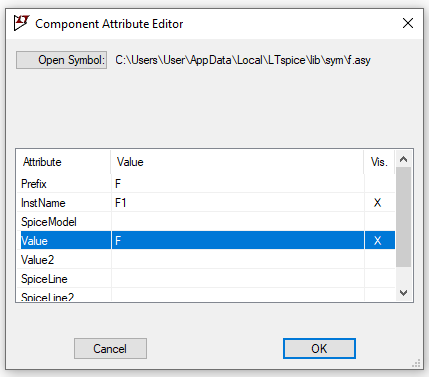 Component Attribute Editor
Open Symbol: C:\Users\User\AppData\Local\LTspice\lib\sym\f.asy
Attribute Value Vis.
Prefix F
InstName F1 X
SpiceModel
Value F X
Value2
SpiceLine
SpiceLine2
Cancel OK